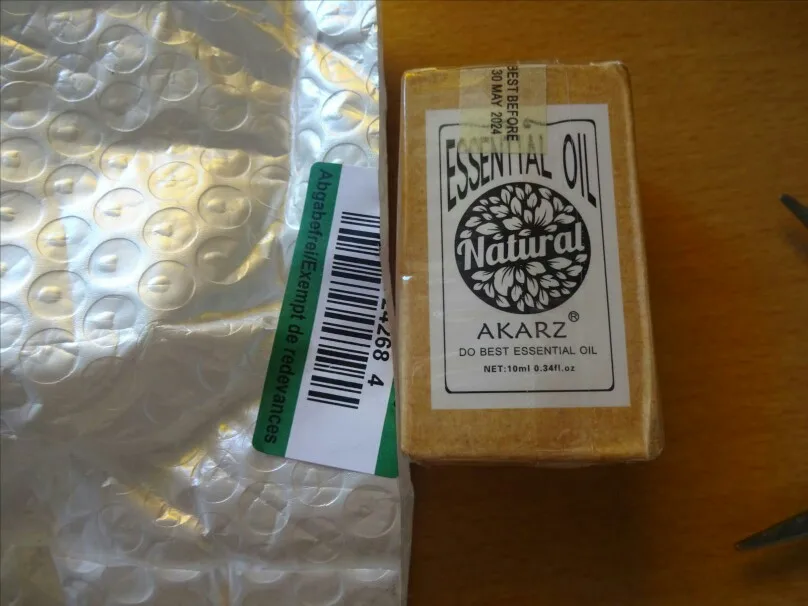 BEST BEFORE
30 MAY 2024
ESSENTIAL OIL
Natural
AKARZ®
DO BEST ESSENTIAL OIL
NET:10ml 0.34fl.oz
Abgabefrei/Exempt de redevances
4268 4